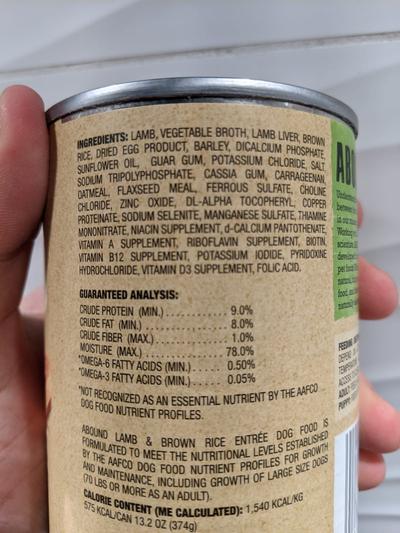 INGREDIENTS: LAMB, VEGETABLE BROTH, LAMB LIVER, BROWN
RICE, DRIED EGG PRODUCT, BARLEY, DICALCIUM PHOSPHATE,
SUNFLOWER OIL, GUAR GUM, POTASSIUM CHLORIDE, SALT,
SODIUM TRIPOLYPHOSPHATE, CASSIA GUM, CARRAGEENAN,
OATMEAL, FLAXSEED MEAL, FERROUS SULFATE, CHOLINE
CHLORIDE, ZINC OXIDE, DL-ALPHA TOCOPHERYL, COPPER
PROTEINATE, SODIUM SELENITE, MANGANESE SULFATE, THIAMINE
MONONITRATE, NIACIN SUPPLEMENT, d-CALCIUM PANTOTHENATE,
VITAMIN A SUPPLEMENT, RIBOFLAVIN SUPPLEMENT, BIOTIN,
VITAMIN B12 SUPPLEMENT, POTASSIUM IODIDE, PYRIDOXINE
HYDROCHLORIDE, VITAMIN D3 SUPPLEMENT, FOLIC ACID.
GUARANTEED ANALYSIS:
CRUDE PROTEIN (MIN.) .............. 9.0%
CRUDE FAT (MIN.) .............. 8.0%
CRUDE FIBER (MAX.) .............. 1.0%
MOISTURE (MAX.) .............. 78.0%
*OMEGA-6 FATTY ACIDS (MIN.) .... 0.50%
*OMEGA-3 FATTY ACIDS (MIN.) .... 0.05%
*NOT RECOGNIZED AS AN ESSENTIAL NUTRIENT BY THE AAFCO
DOG FOOD NUTRIENT PROFILES.
ABOUND LAMB & BROWN RICE ENTRÉE DOG FOOD IS
FORMULATED TO MEET THE NUTRITIONAL LEVELS ESTABLISHED
BY THE AAFCO DOG FOOD NUTRIENT PROFILES FOR GROWTH
AND MAINTENANCE, INCLUDING GROWTH OF LARGE SIZE DOGS
(70 LBS OR MORE AS AN ADULT).
CALORIE CONTENT (ME CALCULATED): 1,540 KCAL/KG
575 KCAL/CAN 13.2 OZ (374g)
ABO
FEEDING